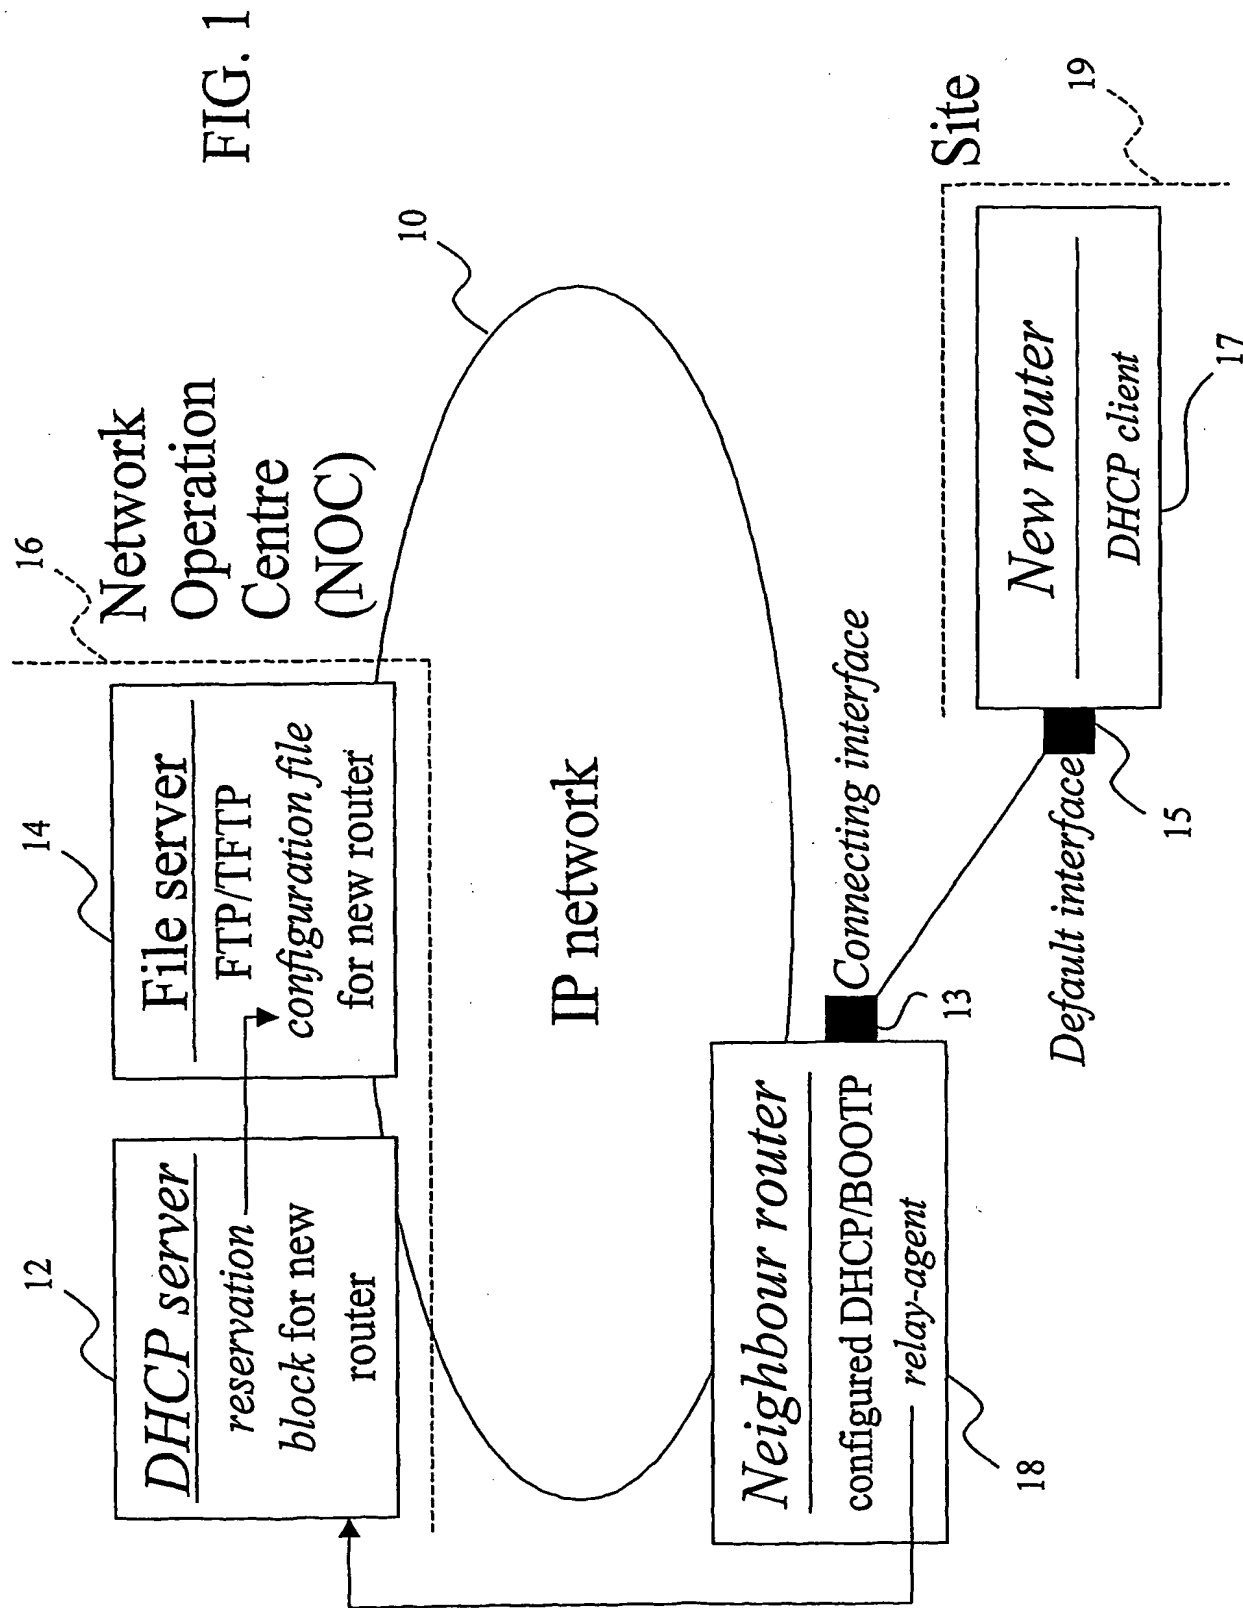 FIG. 1
16
Network
Operation
Centre
(NOC)
12
DHCP server
reservation
block for new
router
14
File server
FTP/TFTP
configuration file
for new router
10
IP network
Neighbour router
configured DHCP/BOOTP
relay-agent
18
Connecting interface
13
Default interface
15
Site
19
New router
DHCP client
17